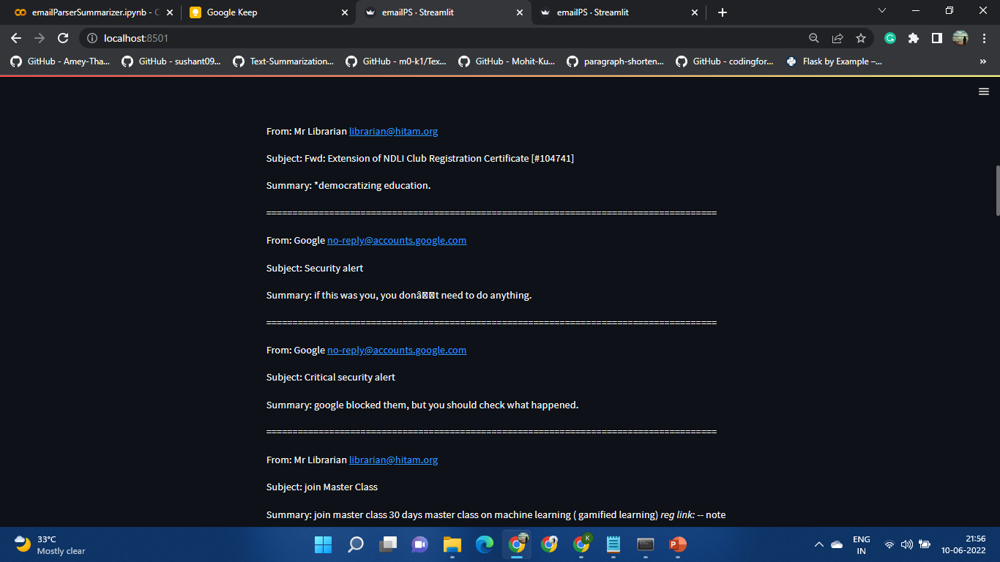 emailParserSummarizer.ipynb - C
Google Keep
emailPS · Streamlit
emailPS · Streamlit
localhost:8501
GitHub - Amey-Tha...
GitHub - sushant09...
Text-Summarization...
GitHub - m0-k1/Tex...
GitHub - Mohit-Ku...
paragraph-shorten...
GitHub - codingfor...
Flask by Example –...
»
From: Mr Librarian librarian@hitam.org
Subject: Fwd: Extension of NDLI Club Registration Certificate [#104741]
Summary: *democratizing education.
=======================================================================================
From: Google no-reply@accounts.google.com
Subject: Security alert
Summary: if this was you, you donât need to do anything.
=======================================================================================
From: Google no-reply@accounts.google.com
Subject: Critical security alert
Summary: google blocked them, but you should check what happened.
=======================================================================================
From: Mr Librarian librarian@hitam.org
Subject: join Master Class
Summary: join master class 30 days master class on machine learning ( gamified learning) reg link: -- note
33°C
Mostly clear
K
P
ENG
IN
21:56
10-06-2022